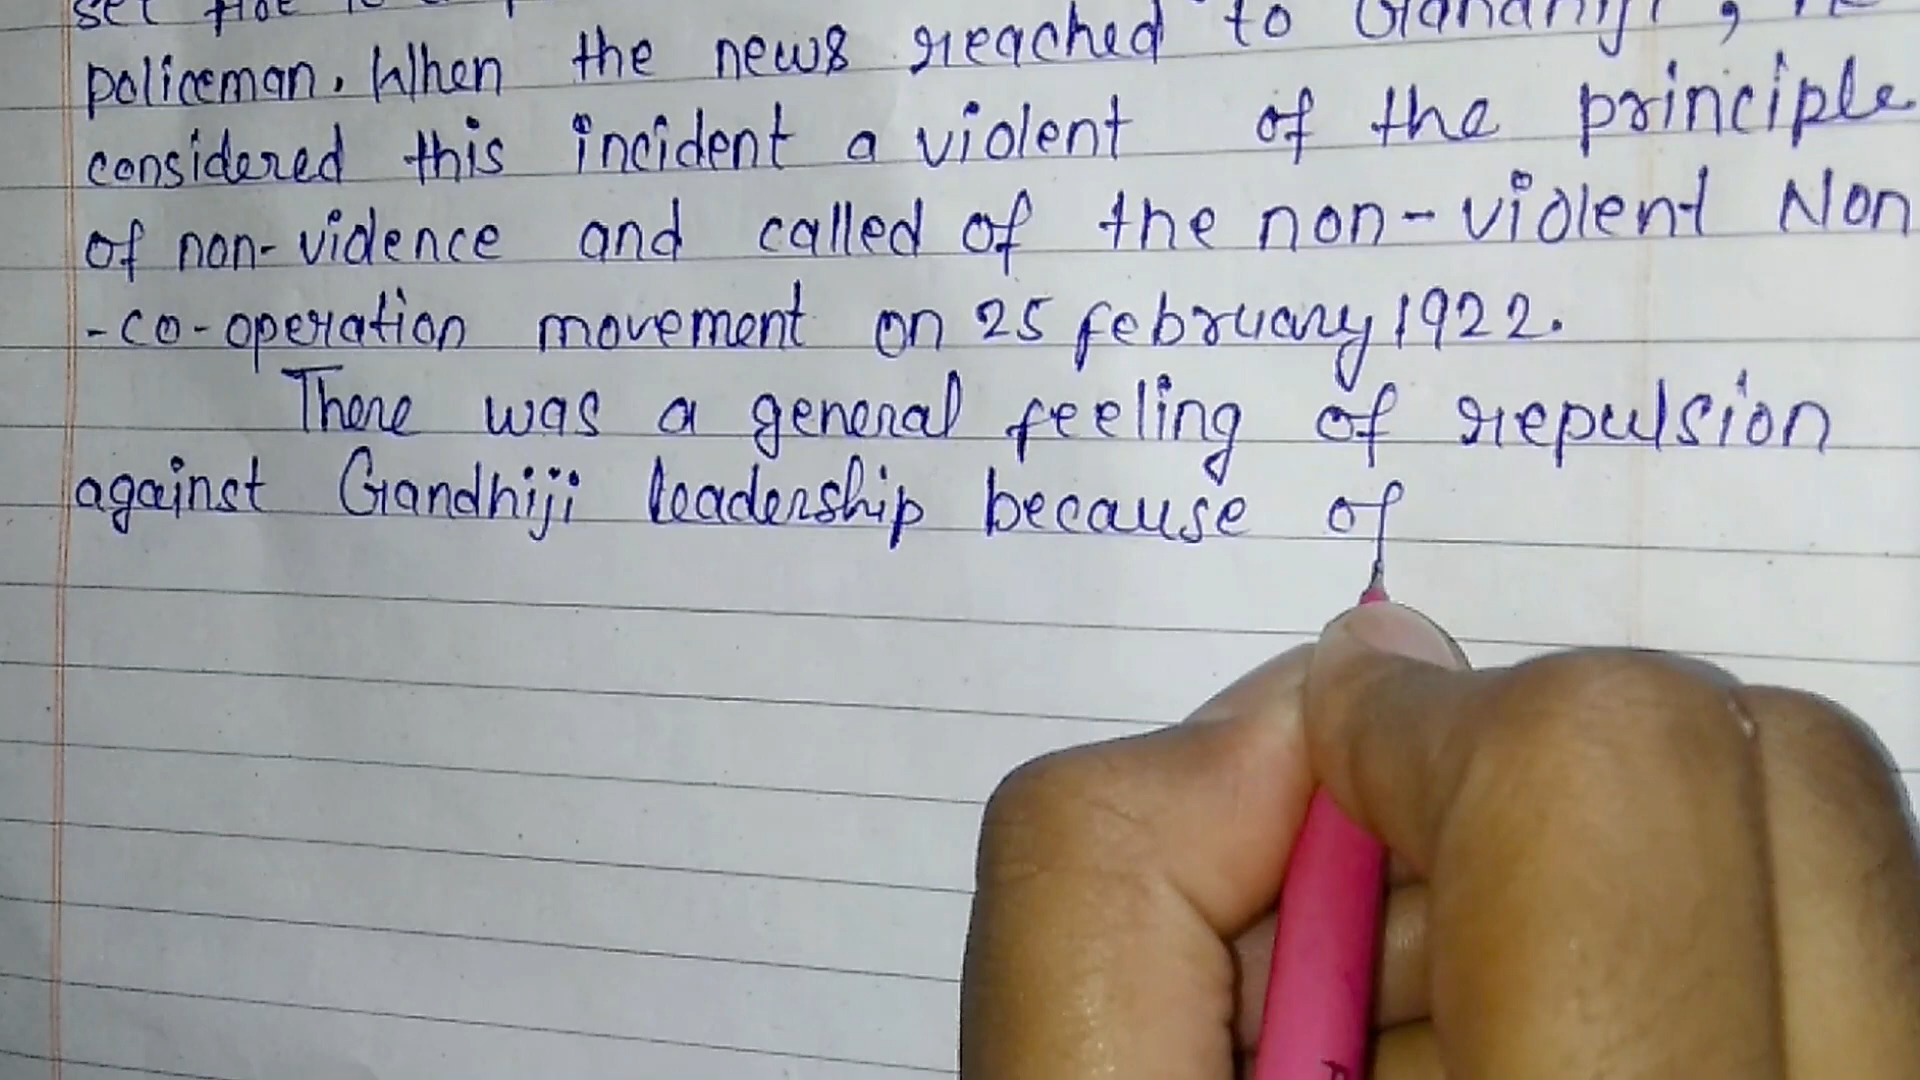 set
policeman. When the news reached to Gandhiji,
considered this incident a violent of the principle
of non-vidence and called of the non-violent Non
-co-operation movement on 25 february 1922.
There was a general feeling of repulsion
against Gandhiji leadership because of